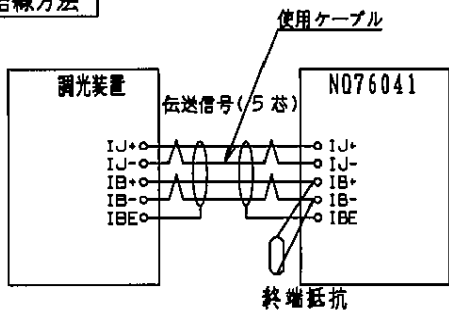 結線方法
使用ケーブル
調光装置
伝送信号(5芯)
NQ76041
IJ+
IJ-
IB+
IB-
IBE
IJ+
IJ-
IB+
IB-
IBE
終端抵抗